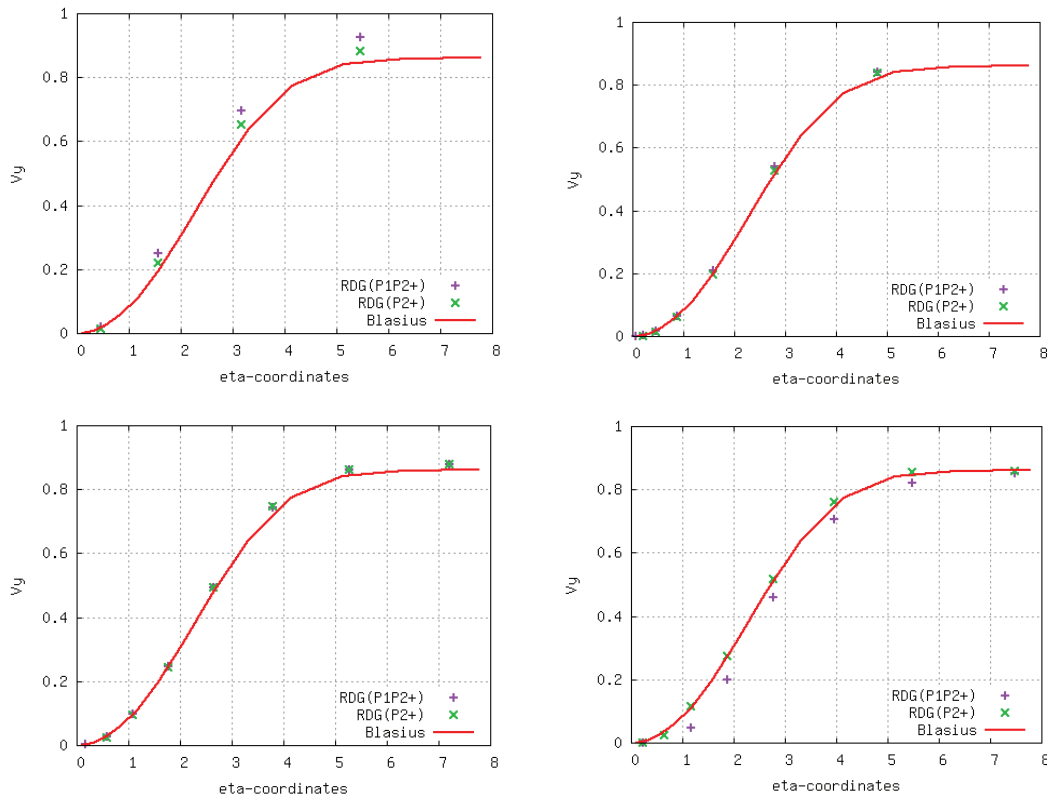 1
0.8
0.6
0.4
0.2
0
Vy
RDG(P1P2+)
RDG(P2+)
Blasius
0 1 2 3 4 5 6 7 8
eta-coordinates
1
0.8
0.6
0.4
0.2
0
Vy
RDG(P1P2+)
RDG(P2+)
Blasius
0 1 2 3 4 5 6 7 8
eta-coordinates
1
0.8
0.6
0.4
0.2
0
Vy
RDG(P1P2+)
RDG(P2+)
Blasius
0 1 2 3 4 5 6 7 8
eta-coordinates
1
0.8
0.6
0.4
0.2
0
Vy
RDG(P1P2+)
RDG(P2+)
Blasius
0 1 2 3 4 5 6 7 8
eta-coordinates